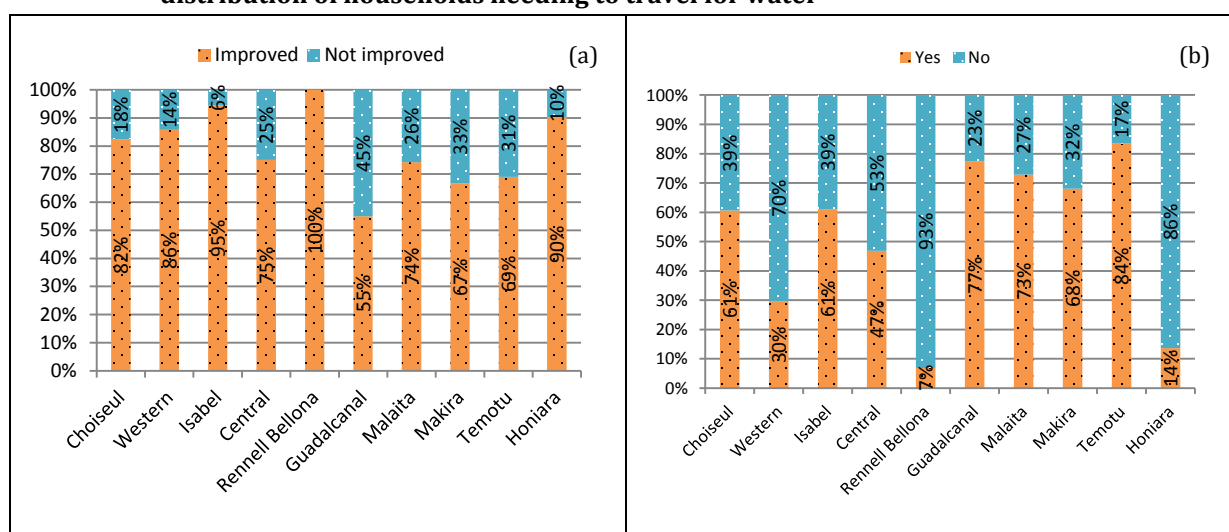 distribution of households needing to travel for water
Improved Not improved (a)
100%
90%
80%
70%
60%
50%
40%
30%
20%
10%
0%
18% 14% 6% 25% 45% 26% 33% 31% 10%
82% 86% 95% 75% 100% 55% 74% 67% 69% 90%
Choiseul
Western
Isabel
Central
Rennell Bellona
Guadalcanal
Malaita
Makira
Temotu
Honiara
Yes No (b)
100%
90%
80%
70%
60%
50%
40%
30%
20%
10%
0%
39% 70% 39% 53% 93% 23% 27% 32% 17% 86%
61% 30% 61% 47% 7% 77% 73% 68% 84% 14%
Choiseul
Western
Isabel
Central
Rennell Bellona
Guadalcanal
Malaita
Makira
Temotu
Honiara